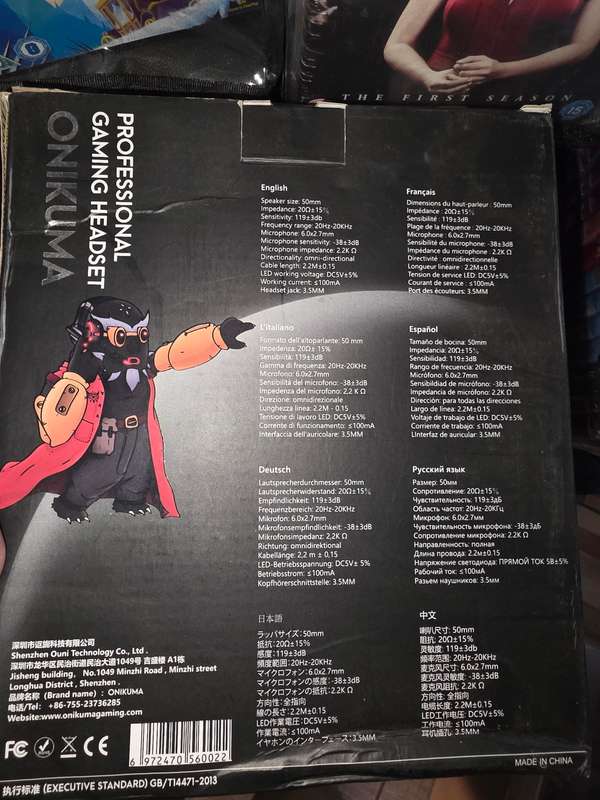 THE FIRST SEASON
15
PROFESSIONAL
GAMING HEADSET
ONIKUMA
English
Speaker size: 50mm
Impedance: 20Ω±15%
Sensitivity: 119±3db
Frequency range: 20Hz-20KHz
Microphone: 6.0x2.7mm
Microphone sensitivity: -38±3dB
Microphone impedance: 2.2K Ω
Directionality: omni-directional
Cable length: 2.2M±0.15
LED working voltage: DC5V±5%
Working current: ≤100mA
Headset jack: 3.5MM
Français
Dimensions du haut-parleur : 50mm
Impédance : 20Ω±15%
Sensibilité : 119±3db
Plage de la fréquence : 20Hz-20KHz
Microphone : 6.0x2.7mm
Sensibilité du microphone: -38±3dB
Impédance du microphone : 2.2K Ω
Directivité : omnidirectionnelle
Longueur linéaire : 2.2M±0.15
Tension de service LED: DC5V±5%
Courant de service : ≤100mA
Port des écouteurs: 3.5MM
L'italiano
Formato dell'altoparlante: 50 mm
Impedenza: 20Ω± 15%
Sensibilità: 119±3dB
Gamma di frequenza: 20Hz-20KHz
Microfono: 6.0x2.7mm
Sensibilità del microfono: -38±3dB
Impedenza del microfono: 2,2K Ω
Direzione: omnidirezionale
Lunghezza linea: 2.2M - 0.15
Tensione di lavoro LED: DC5V±5%
Corrente di funzionamento: ≤100mA
Interfaccia dell'auricolare: 3.5MM
Español
Tamaño de bocina: 50mm
Impedancia: 20Ω±15%
Sensibilidad: 119±3dB
Rango de frecuencia: 20Hz-20KHz
Micrófono: 6.0x2.7mm
Sensibildiad de micrófono: -38±3dB
Impedancia de micrófono: 2.2K Ω
Dirección: para todas las direcciones
Largo de línea: 2.2M±0.15
Voltaje de trabajo de LED: DC5V±5%
Corriente de trabajo: ≤100mA
LInterfaz de auricular: 3.5MM
Deutsch
Lautsprecherdurchmesser: 50mm
Lautsprecherwiderstand: 20Ω±15%
Empfindlichkeit: 119±3dB
Frequenzbereich: 20Hz-20KHz
Mikrofon: 6.0x2.7mm
Mikrofonsempfindlichkeit: -38±3dB
Mikrofonsimpedanz: 2,2K Ω
Richtung: omnidirektional
Kabellänge: 2,2 m ± 0,15
LED-Betriebsspannung: DC5V± 5%
Betriebsstrom: ≤100mA
Kopfhörerschnittstelle: 3.5MM
Русский язык
Размер: 50мм
Сопротивление: 20Ω±15%
Чувствительность: 119±3дБ
Область частот: 20Hz-20KГц
Микрофон: 6.0x2.7мм
Чувствительность микрофона: -38±3дБ
Сопротивление микрофона: 2.2K Ω
Направленность: полная
Длина провода: 2.2м±0.15
Напряжение светодиода: ПРЯМОЙ ТОК 5В±5%
Рабочий ток: ≤100мА
Разъем наушников: 3.5мм
日本語
ラッパサイズ: 50mm
抵抗: 20Ω±15%
感度: 119±3dB
頻度範囲: 20Hz-20KHz
マイクロフォン: 6.0x2.7mm
マイクロフォンの感度: -38±3dB
マイクロフォンの抵抗: 2.2K Ω
方向性: 全指向
線の長さ: 2.2M±0.15
LED作業電圧: DC5V±5%
作業電流: ≤100mA
イヤホンのインターフェース: 3.5MM
中文
喇叭尺寸: 50mm
阻抗: 20Ω±15%
灵敏度: 119±3db
频率范围: 20Hz-20KHz
麦克风尺寸: 6.0x2.7mm
麦克风灵敏度: -38±3dB
麦克风阻抗: 2.2K Ω
方向性: 全指向
电缆长度: 2.2M±0.15
LED工作电压: DC5V±5%
工作电流: ≤100mA
耳机插孔: 3.5MM
Shenzhen Ouni Technology Co., Ltd .
深圳市龙华区民治街道民治大道1049号 吉盛楼 A1栋
Jisheng building, No.1049 Minzhi Road , Minzhi street
Longhua District , Shenzhen .
品牌名称（Brand name）: ONIKUMA
电话/Tel: +86-755-23736285
Website:www.onikumagaming.com
FC CE
6 972470 560022
MADE IN CHINA
执行标准 (EXECUTIVE STANDARD) GB/T14471-2013